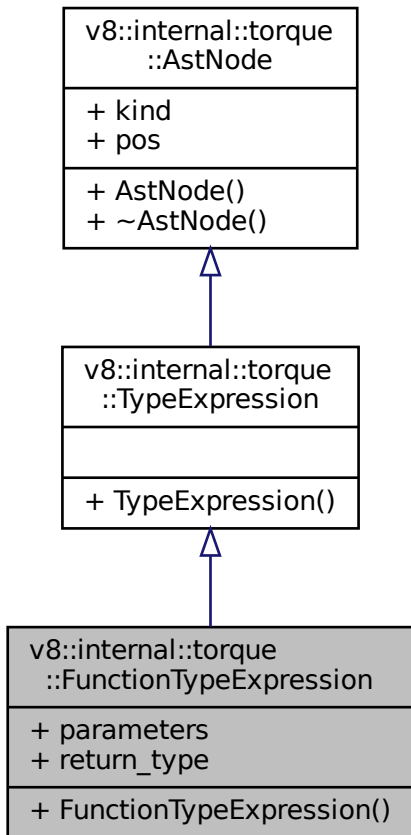 v8::internal::torque
::AstNode
+ kind
+ pos
+ AstNode()
+ ~AstNode()
v8::internal::torque
::TypeExpression
+ TypeExpression()
v8::internal::torque
::FunctionTypeExpression
+ parameters
+ return_type
+ FunctionTypeExpression()